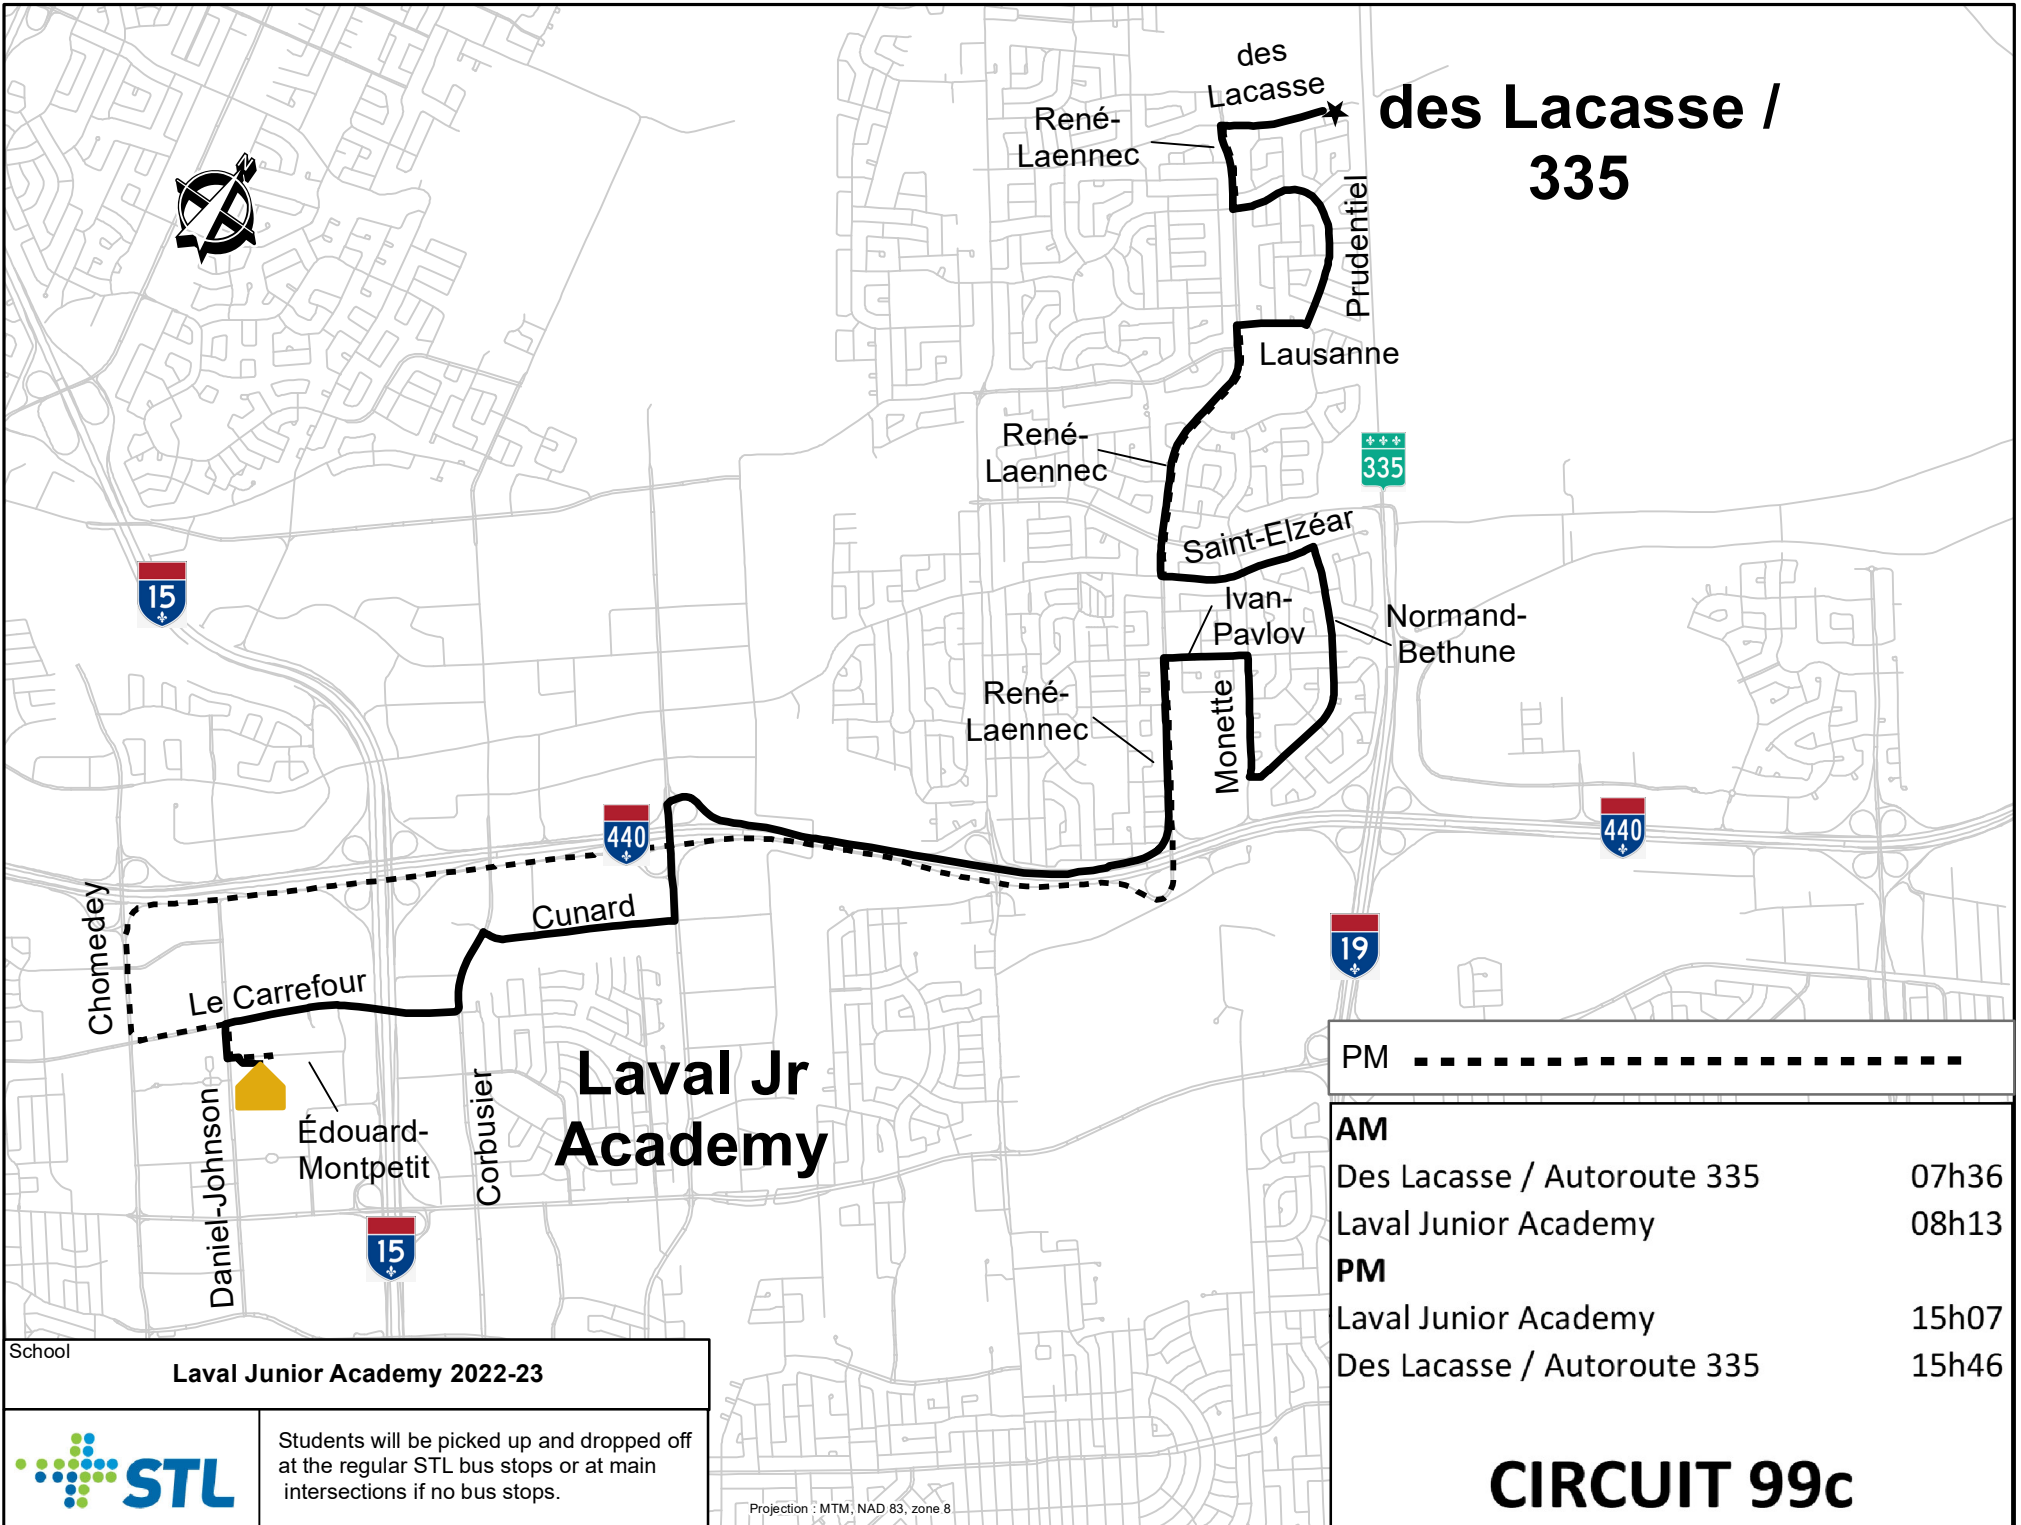 des
Lacasse
des Lacasse /
335
René-
Laennec
N
Prudentiel
Lausanne
René-
Laennec
335
Saint-Elzéar
15
Ivan-
Pavlov
Normand-
Bethune
René-
Laennec
Monette
440
440
Chomedey
Cunard
19
Le Carrefour
PM
Laval Jr
Academy
Édouard-
Montpetit
Corbusier
Daniel-Johnson
15
AM
Des Lacasse / Autoroute 335 07h36
Laval Junior Academy 08h13
PM
Laval Junior Academy 15h07
Des Lacasse / Autoroute 335 15h46
CIRCUIT 99c
School
Laval Junior Academy 2022-23
STL
Students will be picked up and dropped off
at the regular STL bus stops or at main
intersections if no bus stops.
Projection : MTM, NAD 83, zone 8